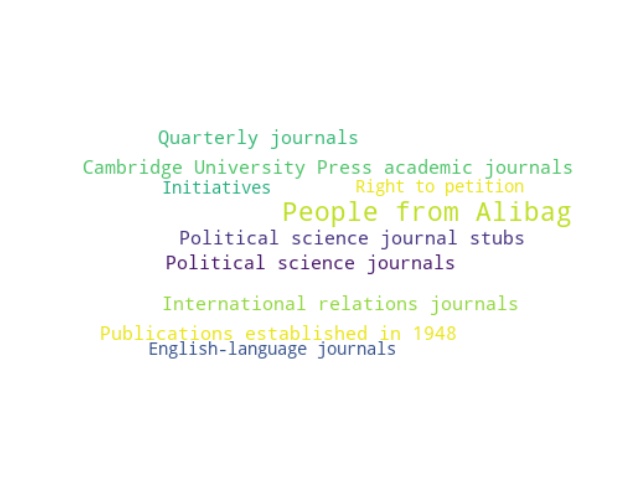 Quarterly journals
Cambridge University Press academic journals
Initiatives
Right to petition
People from Alibag
Political science journal stubs
Political science journals
International relations journals
Publications established in 1948
English-language journals